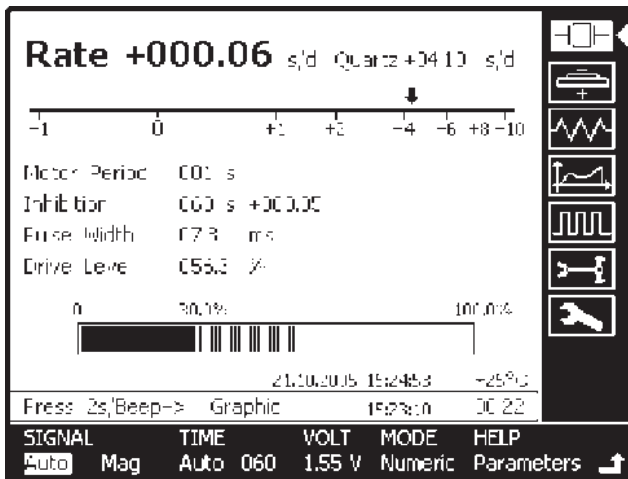 Rate +000.06 s/d Quartz +04.10 s/d
-1 0 +1 +2 -4 -6 +8 -10
Motor Period 001 s
Inhibition 060 s +000.05
Pulse Width 07.8 ms
Drive Level 056.3 %
0 30.0% 100.0%
21.10.2005 15:24:53 +25°C
Press 2s/Beep-> Graphic 15:23:10 00:22
SIGNAL TIME VOLT MODE HELP
Auto Mag Auto 060 1.55 V Numeric Parameters